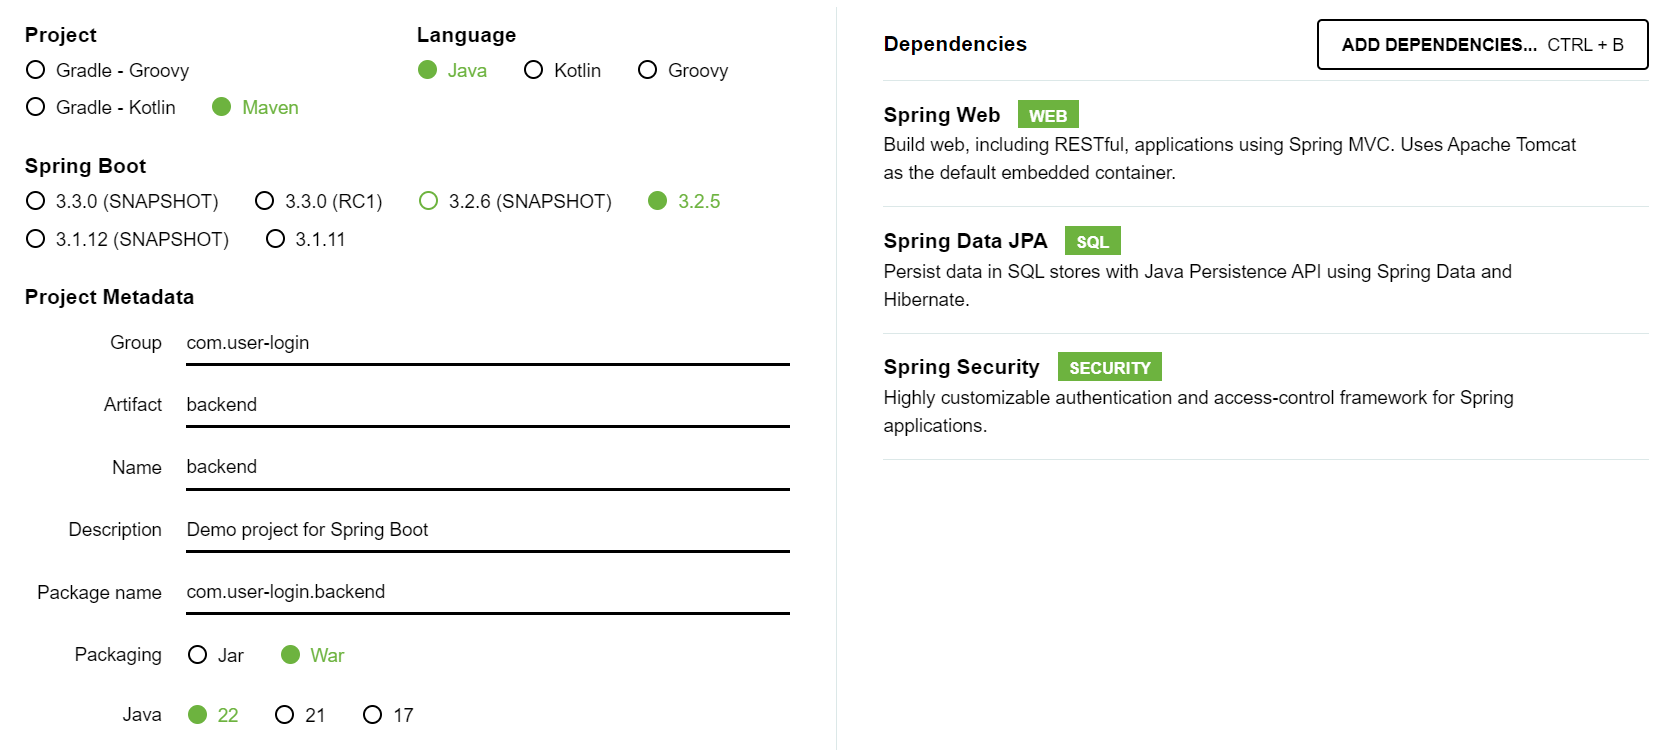 Project
Gradle - Groovy
Gradle - Kotlin Maven
Language
Java Kotlin Groovy
Spring Boot
3.3.0 (SNAPSHOT) 3.3.0 (RC1) 3.2.6 (SNAPSHOT) 3.2.5
3.1.12 (SNAPSHOT) 3.1.11
Project Metadata
Group com.user-login
Artifact backend
Name backend
Description Demo project for Spring Boot
Package name com.user-login.backend
Packaging Jar War
Java 22 21 17
Dependencies ADD DEPENDENCIES... CTRL + B
Spring Web WEB
Build web, including RESTful, applications using Spring MVC. Uses Apache Tomcat
as the default embedded container.
Spring Data JPA SQL
Persist data in SQL stores with Java Persistence API using Spring Data and
Hibernate.
Spring Security SECURITY
Highly customizable authentication and access-control framework for Spring
applications.